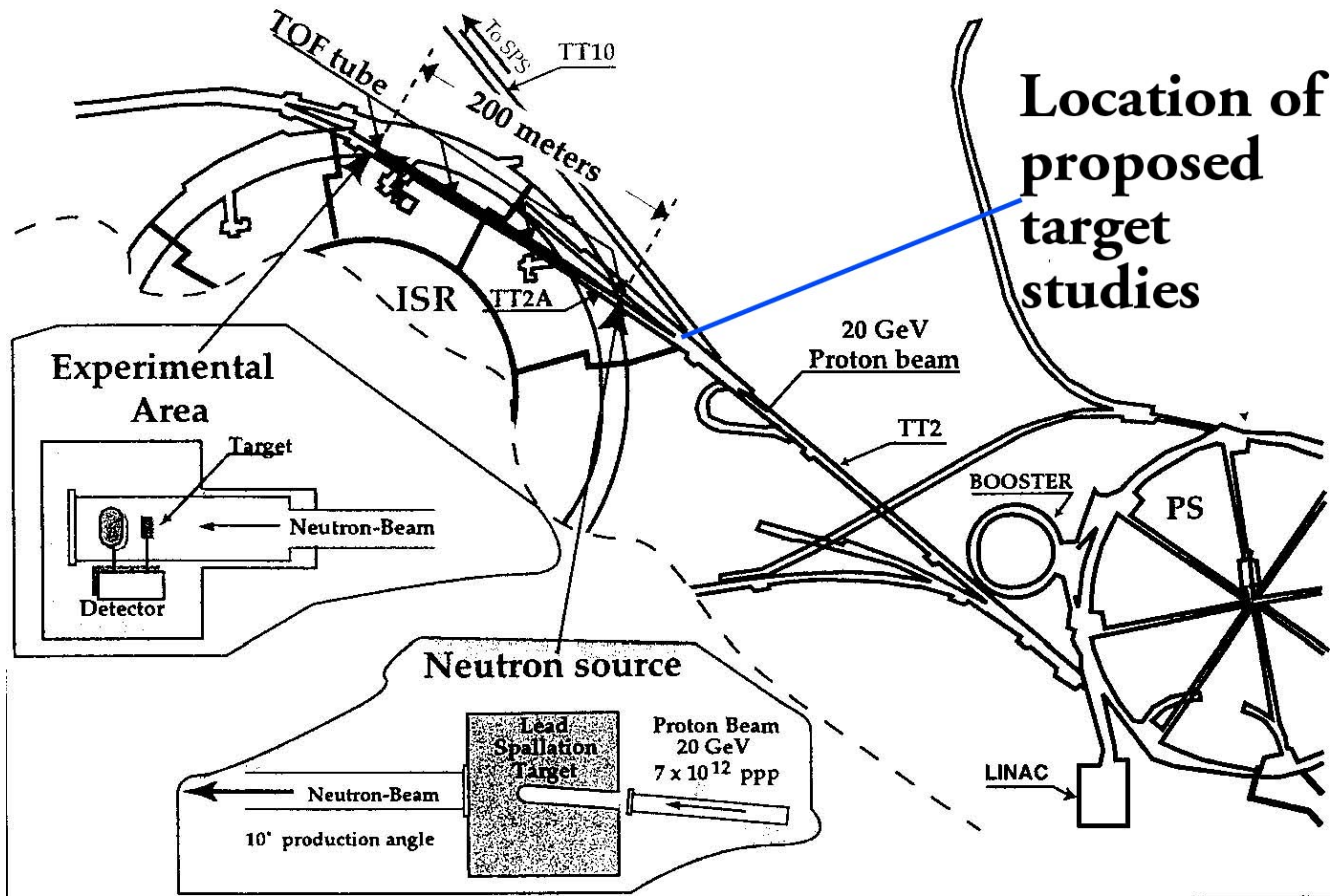 To SPS
TT10
TOF tube
200 meters
Location of
proposed
target
studies
ISR
TT2A
20 GeV
Proton beam
Experimental
Area
Target
TT2
BOOSTER
PS
Neutron-Beam
Detector
Neutron source
Lead
Spallation
Target
Proton Beam
20 GeV
7 x 10¹² ppp
LINAC
Neutron-Beam
10° production angle